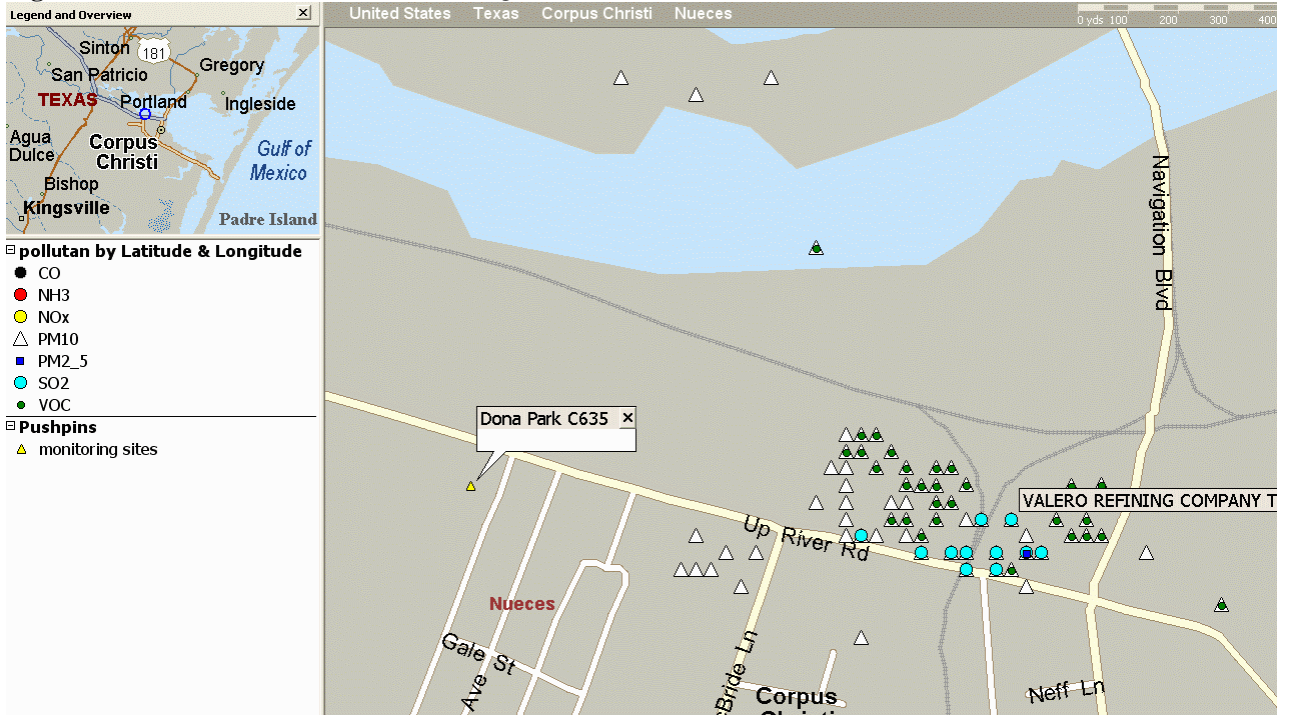 Legend and Overview
United States Texas Corpus Christi Nueces
0 yds 100 200 300 400
Sinton
181
Gregory
San Patricio
TEXAS
Portland
Ingleside
Agua
Dulce
Corpus
Christi
Gulf of
Mexico
Bishop
Kingsville
Padre Island
pollutan by Latitude & Longitude
CO
NH3
NOx
PM10
PM2_5
SO2
VOC
Pushpins
monitoring sites
Navigation Blvd
Dona Park C635
VALERO REFINING COMPANY T
Up River Rd
Nueces
Gale St
Ave
Bride Ln
Neff Ln
Corpus